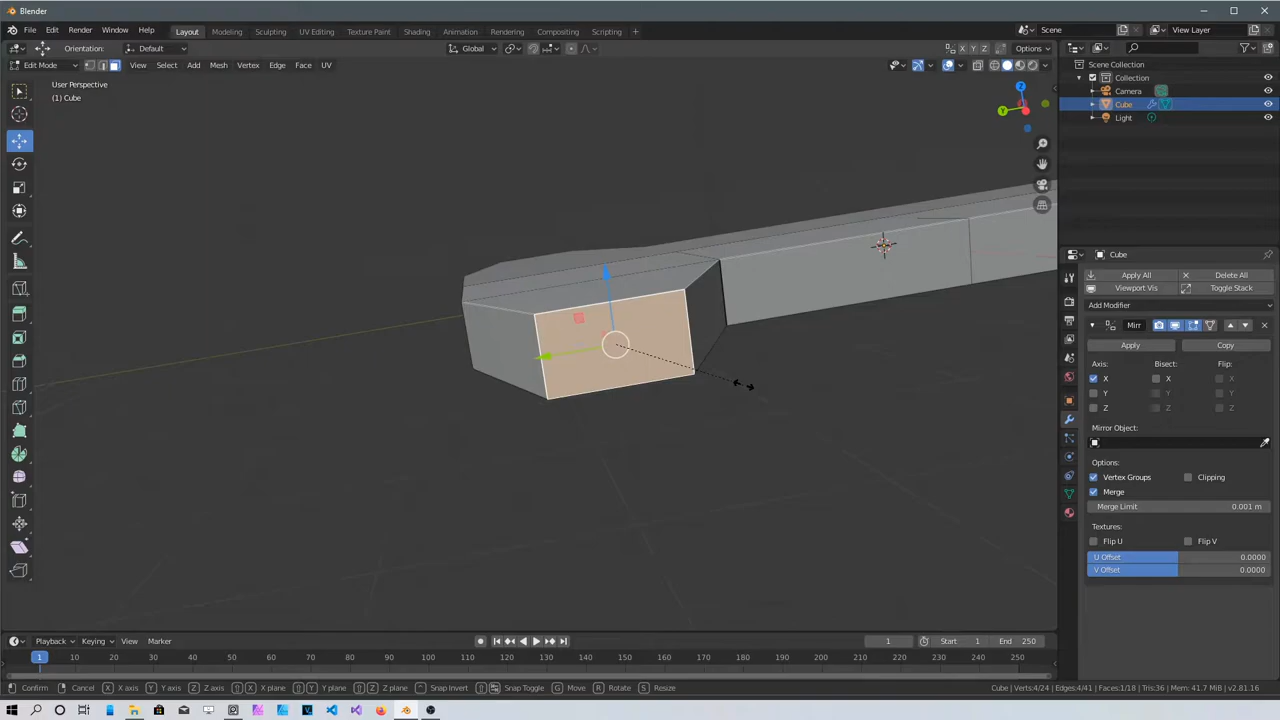 Blender
File Edit Render Window Help Layout Modeling Sculpting UV Editing Texture Paint Shading Animation Rendering Compositing Scripting + Scene View Layer
Orientation: Default Global X Y Z Options
Edit Mode View Select Add Mesh Vertex Edge Face UV
User Perspective
(1) Cube
Z
Y
Scene Collection
Collection
Camera
Cube
Light
Cube
Apply All Delete All
Viewport Vis Toggle Stack
Add Modifier
Mirr
Apply Copy
Axis: Bisect: Flip:
X X X
Y Y Y
Z Z Z
Mirror Object:
Options:
Vertex Groups Clipping
Merge
Merge Limit 0.001 m
Textures:
Flip U Flip V
U Offset 0.0000
V Offset 0.0000
Playback Keying View Marker 1 Start 1 End 250
1 10 20 30 40 50 60 70 80 90 100 110 120 130 140 150 160 170 180 190 200 210 220 230 240 250
Confirm Cancel X X axis Y Y axis Z Z axis X X plane Y Y plane Z Z plane Snap Invert Snap Toggle G Move R Rotate S Resize Cube | Verts:4/24 | Edges:4/41 | Faces:1/18 | Tris:36 | Mem: 41.7 MiB | v2.81.16